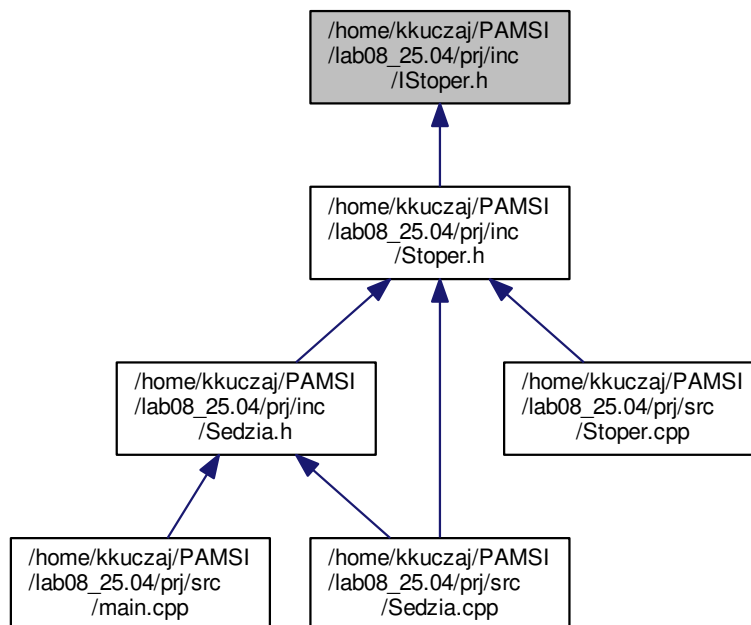 /home/kkuczaj/PAMSI
/lab08_25.04/prj/inc
/IStoper.h
/home/kkuczaj/PAMSI
/lab08_25.04/prj/inc
/Stoper.h
/home/kkuczaj/PAMSI
/lab08_25.04/prj/inc
/Sedzia.h
/home/kkuczaj/PAMSI
/lab08_25.04/prj/src
/Stoper.cpp
/home/kkuczaj/PAMSI
/lab08_25.04/prj/src
/main.cpp
/home/kkuczaj/PAMSI
/lab08_25.04/prj/src
/Sedzia.cpp